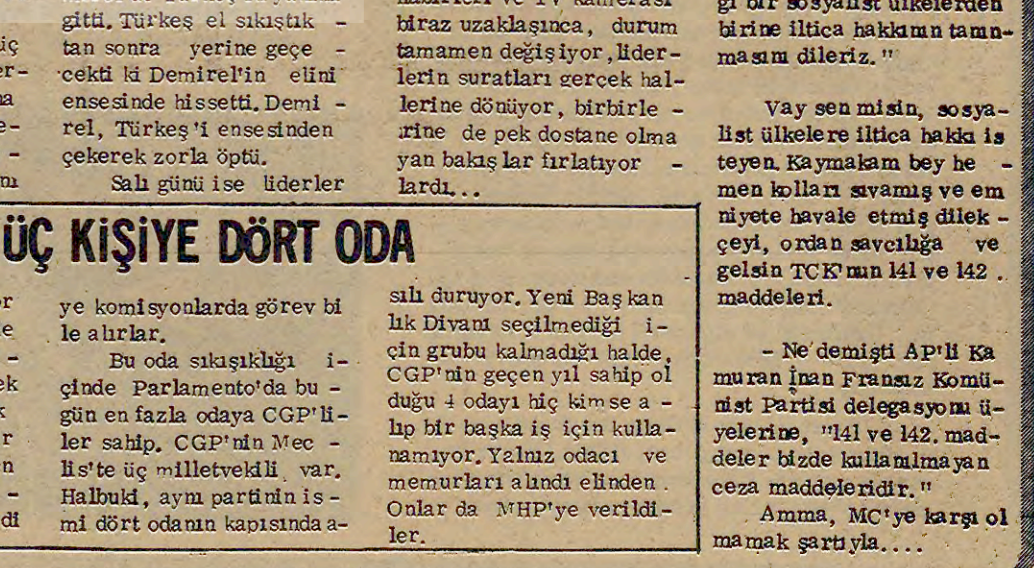 gitti. Türkeş el sıkıştık -
tan sonra yerine geçe -
cekti ki Demirel'in elini
ensesinde hissetti. Demi -
rel, Türkeş'i ensesinden
çekerek zorla öptü.
Salı günü ise liderler
biraz uzaklaşınca, durum
tamamen değişiyor, lider-
lerin suratları gerçek hal-
lerine dönüyor, birbirle -
rine de pek dostane olma
yan bakışlar fırlatıyor -
lardı...
gi bir sosyalist ülkelerden
birine iltica hakkının tanın-
masını dileriz."
Vay sen misin, sosya-
list ülkelere iltica hakkı is
teyen. Kaymakam bey he -
men kolları sıvamış ve em
niyete havale etmiş dilek -
çeyi, ordan savcılığa ve
gelsin TCK'nın 141 ve 142.
maddeleri.
- Ne demişti AP'li Ka
muran İnan Fransız Komü-
nist Partisi delegasyonu ü-
yelerine, "141 ve 142. mad-
deler bizde kullanılmayan
ceza maddeleridir."
Amma, MC'ye karşı ol
mamak şartıyla....
ÜÇ KİŞİYE DÖRT ODA
ye komisyonlarda görev bi
le alırlar.
Bu oda sıkışıklığı i-
çinde Parlamento'da bu -
gün en fazla odaya CGP'li-
ler sahip. CGP'nin Mec -
lis'te üç milletvekili var.
Halbuki, aynı partinin is -
mi dört odanın kapısında a-
sılı duruyor. Yeni Başkan
lık Divanı seçilmediği i-
çin grubu kalmadığı halde,
CGP'nin geçen yıl sahip ol
duğu 4 odayı hiç kimse a -
lıp bir başka iş için kulla-
namıyor. Yalnız odacı ve
memurları alındı elinden.
Onlar da MHP'ye verildi-
ler.